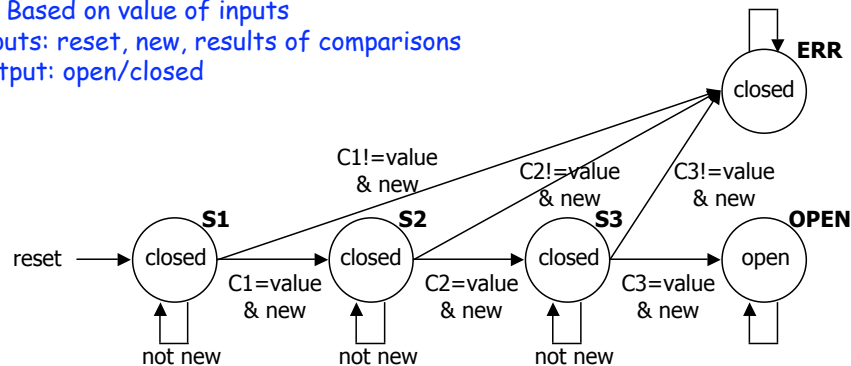 Based on value of inputs
reset, new, results of comparisons
open/closed
ERR
closed
C1!=value
& new
C2!=value
& new
C3!=value
& new
S1
S2
S3
OPEN
reset
closed
closed
closed
open
C1=value
& new
C2=value
& new
C3=value
& new
not new
not new
not new